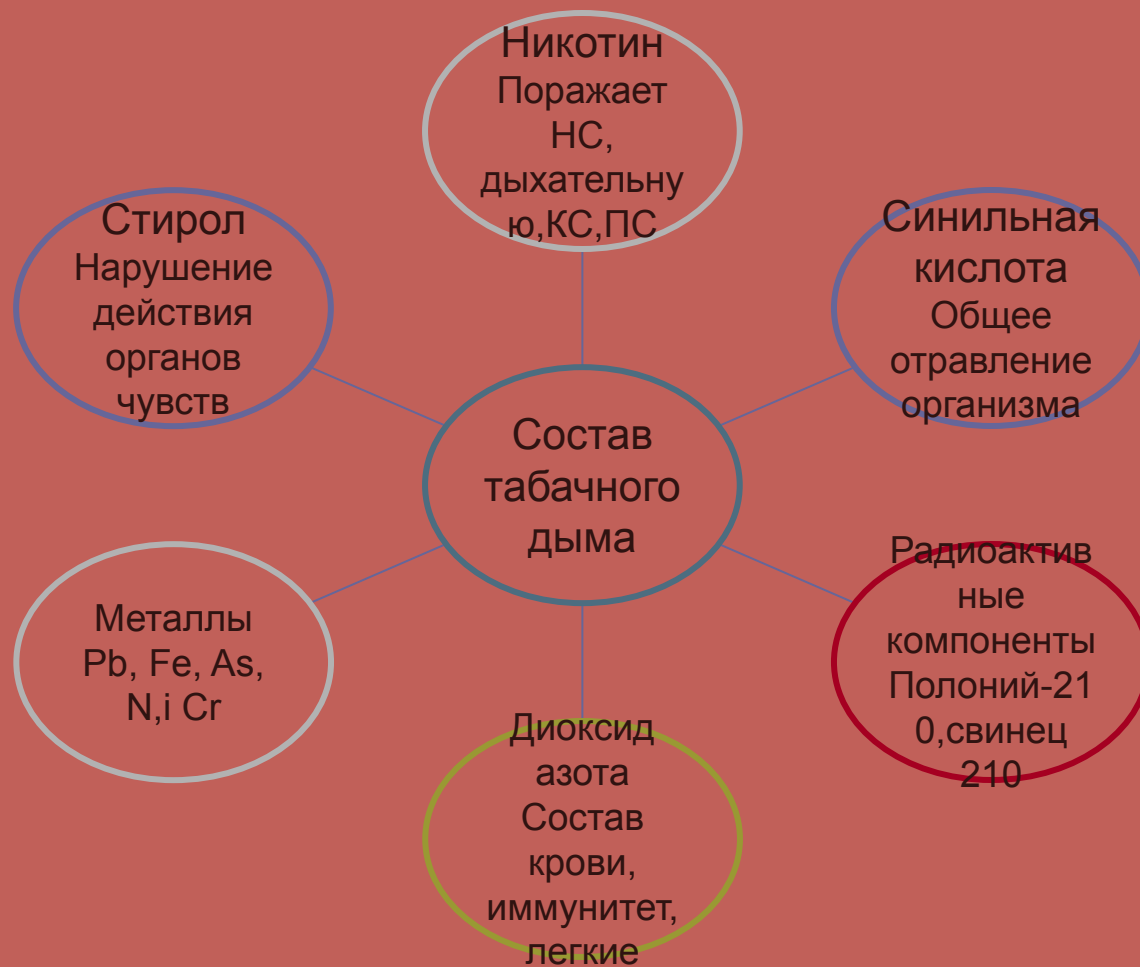 Никотин
Поражает
НС,
дыхательну
ю,КС,ПС
Синильная
кислота
Общее
отравление
организма
Радиоактив
ные
компоненты
Полоний-21
0,свинец
210
Диоксид
азота
Состав
крови,
иммунитет,
легкие
Металлы
Pb, Fe, As,
N,i Cr
Стирол
Нарушение
действия
органов
чувств
Состав
табачного
дыма